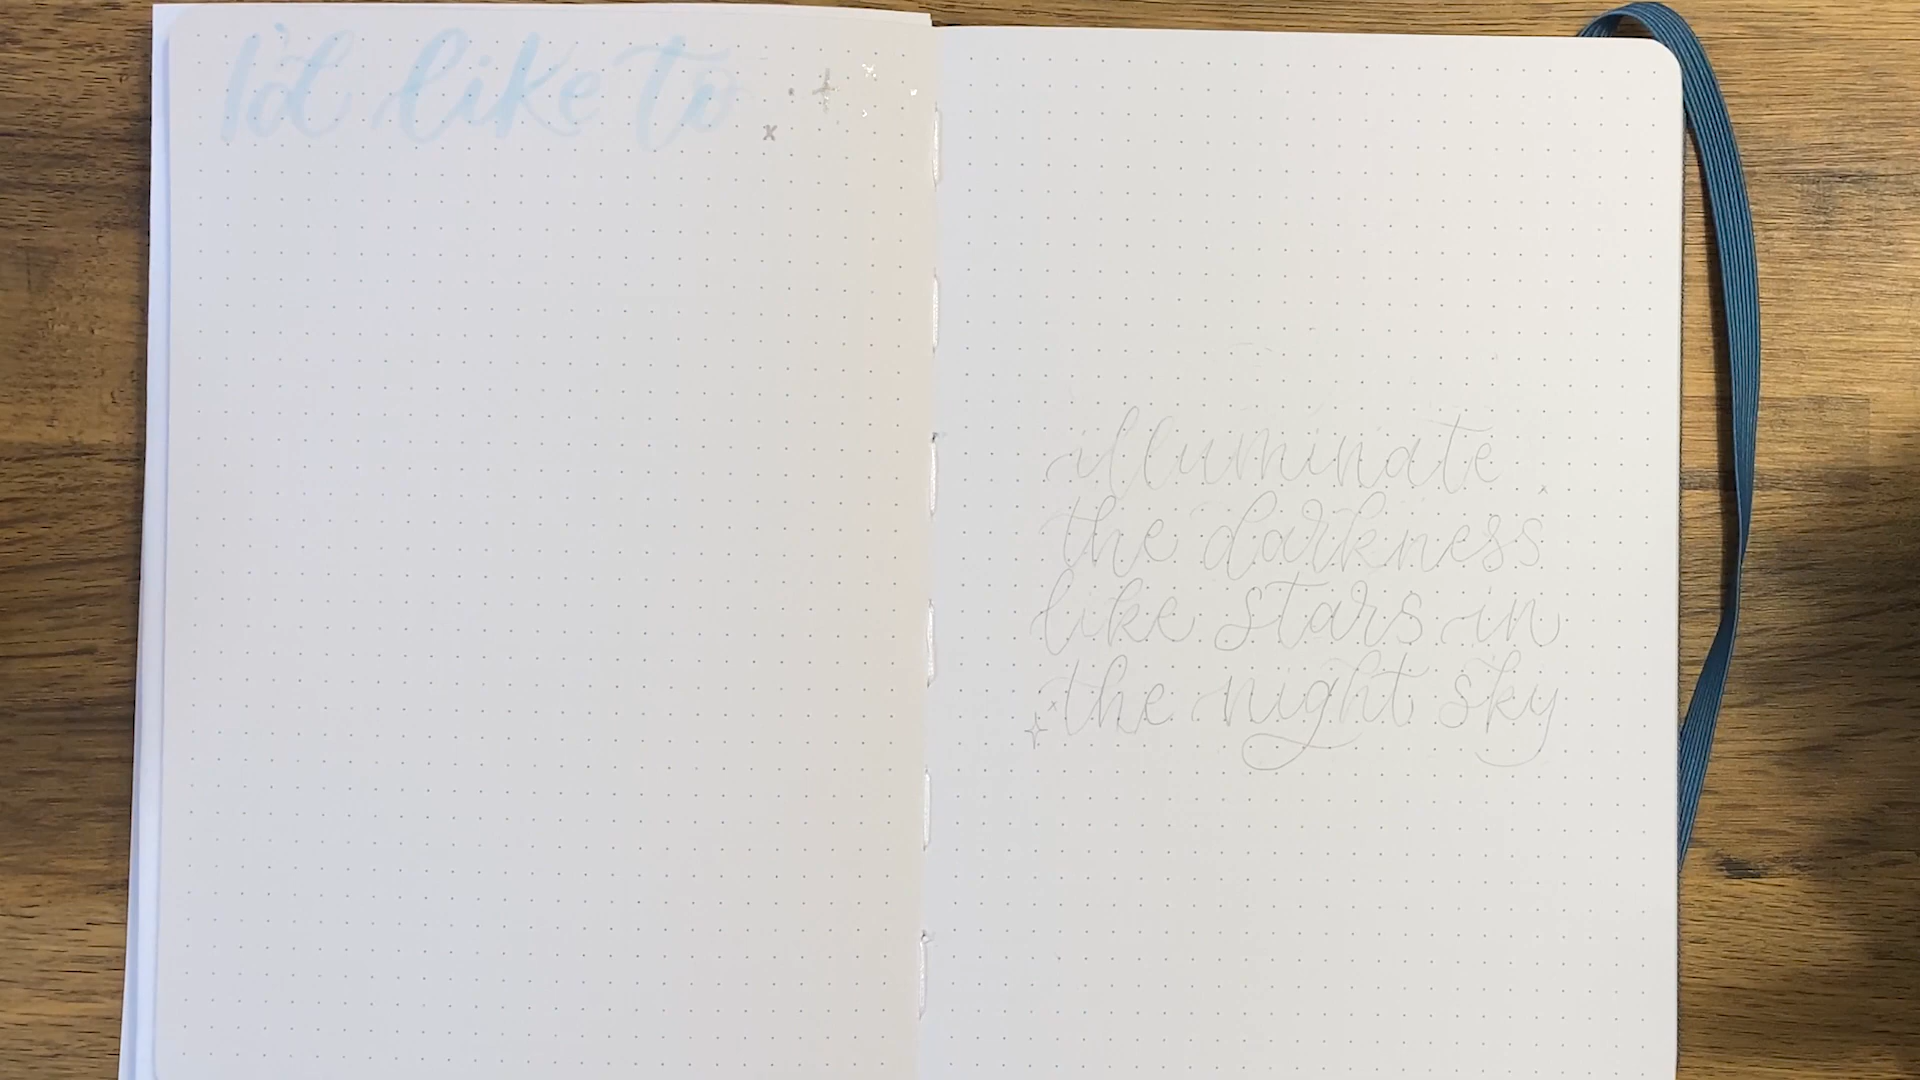 I'd like to
illuminate
the darkness
like stars in
the night sky